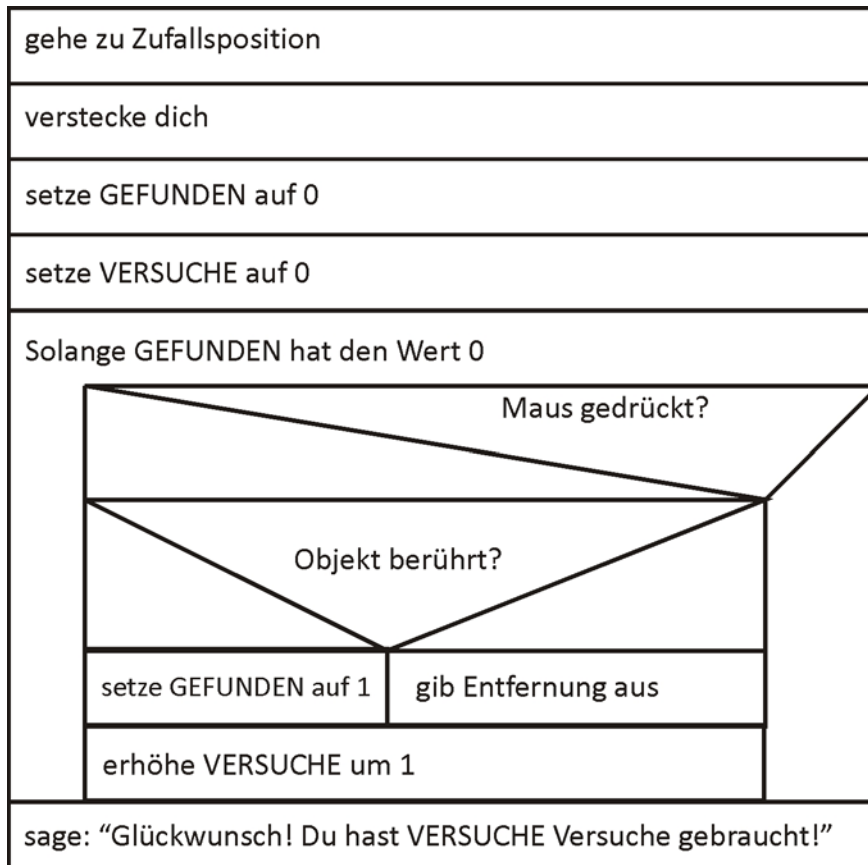 gehe zu Zufallsposition
verstecke dich
setze GEFUNDEN auf 0
setze VERSUCHE auf 0
Solange GEFUNDEN hat den Wert 0
Maus gedrückt?
Objekt berührt?
setze GEFUNDEN auf 1
gib Entfernung aus
erhöhe VERSUCHE um 1
sage: “Glückwunsch! Du hast VERSUCHE Versuche gebraucht!”